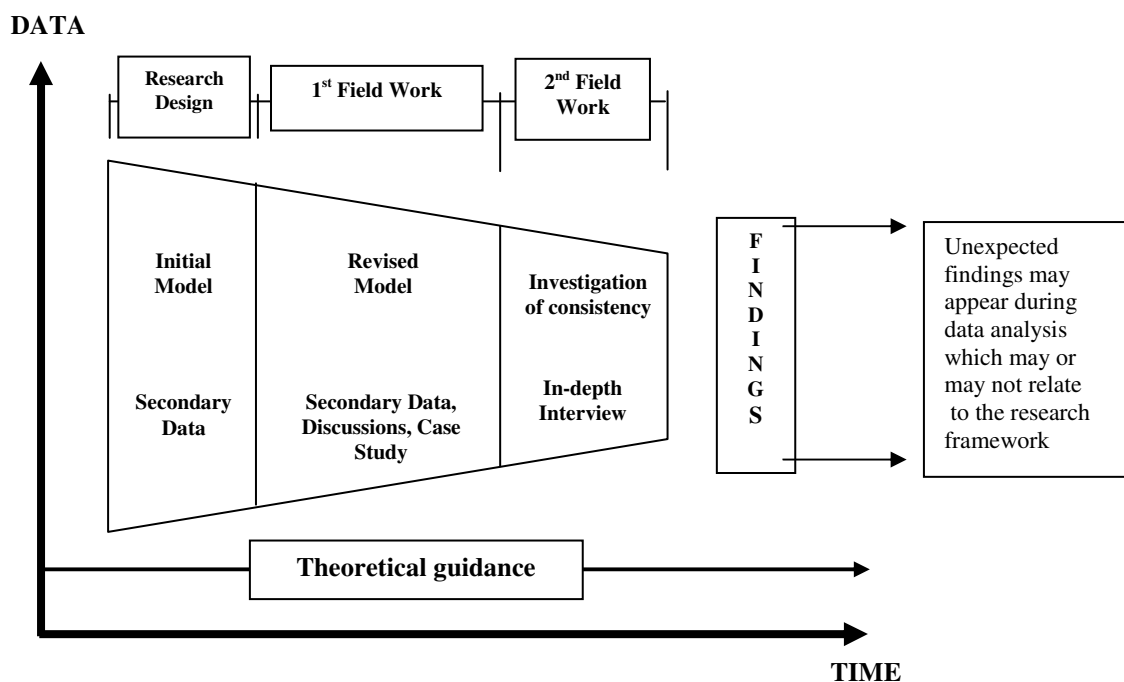 DATA
Research
Design
1st Field Work
2nd Field
Work
Initial
Model
Secondary
Data
Revised
Model
Secondary Data,
Discussions, Case
Study
Investigation
of consistency
In-depth
Interview
F
I
N
D
I
N
G
S
Unexpected
findings may
appear during
data analysis
which may or
may not relate
to the research
framework
Theoretical guidance
TIME